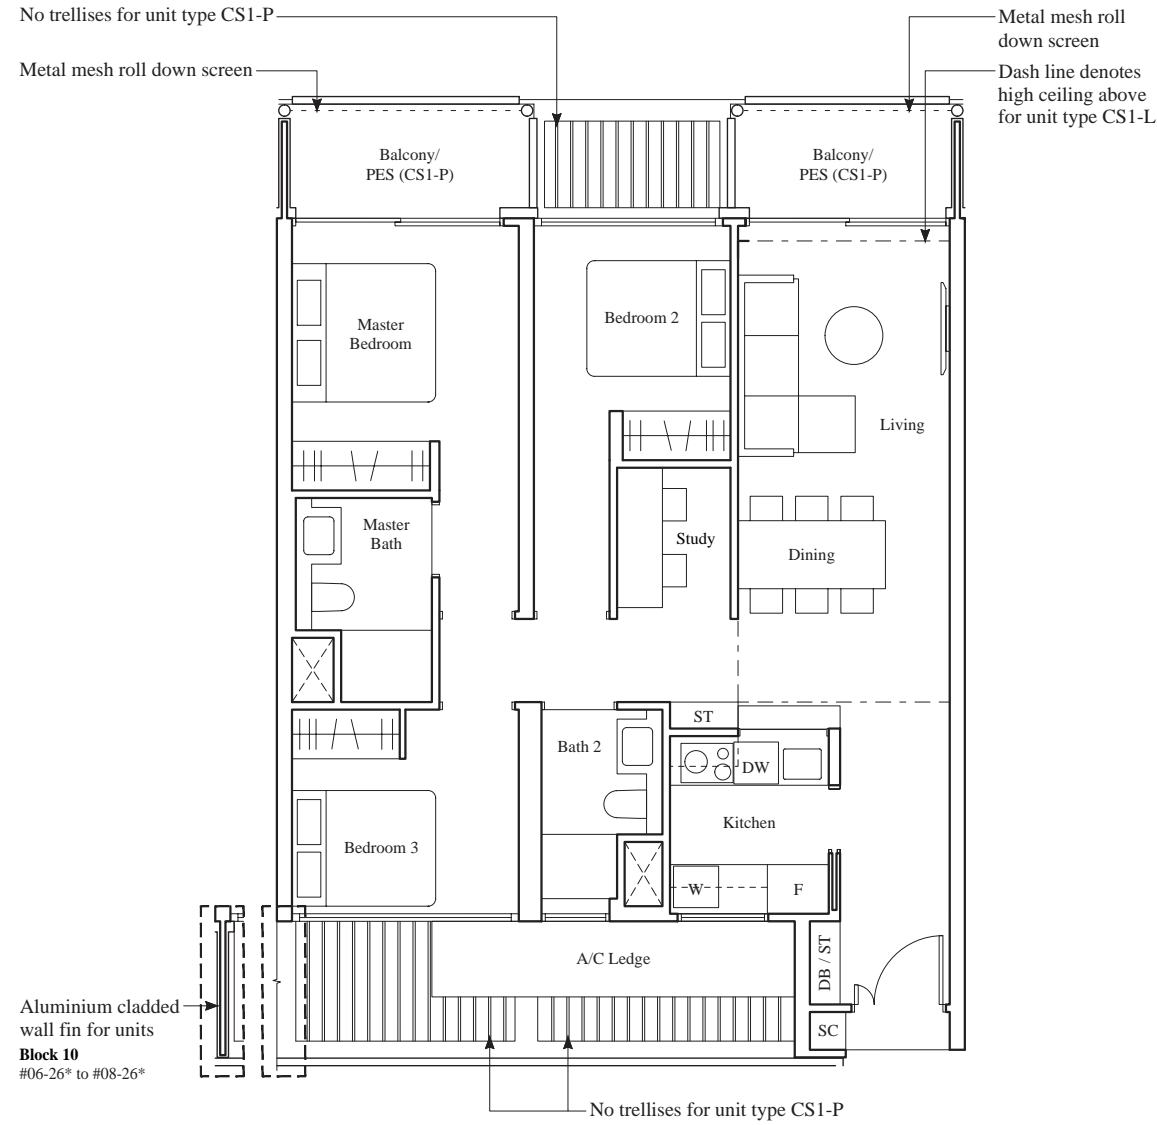 No trellises for unit type CS1-P
Metal mesh roll down screen
Metal mesh roll
down screen
Dash line denotes
high ceiling above
for unit type CS1-L
Balcony/
PES (CS1-P)
Balcony/
PES (CS1-P)
Master
Bedroom
Bedroom 2
Living
Master
Bath
Study
Dining
ST
Bath 2
DW
Kitchen
Bedroom 3
W
F
A/C Ledge
DB / ST
SC
Aluminium cladded
wall fin for units
Block 10
#06-26* to #08-26*
No trellises for unit type CS1-P